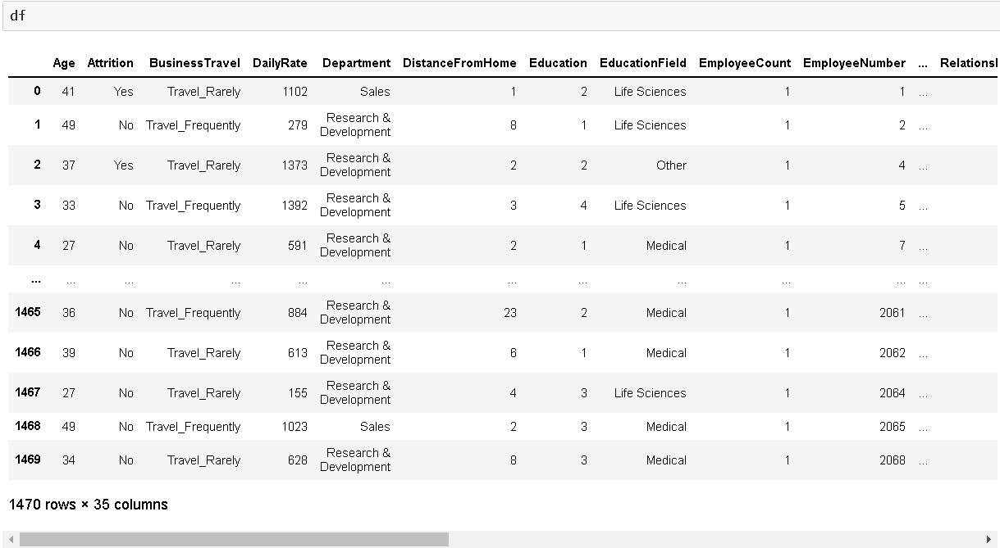 df
Age Attrition BusinessTravel DailyRate Department DistanceFromHome Education EducationField EmployeeCount EmployeeNumber ... Relationsl
0 41 Yes Travel_Rarely 1102 Sales 1 2 Life Sciences 1 1 ...
1 49 No Travel_Frequently 279 Research & Development 8 1 Life Sciences 1 2 ...
2 37 Yes Travel_Rarely 1373 Research & Development 2 2 Other 1 4 ...
3 33 No Travel_Frequently 1392 Research & Development 3 4 Life Sciences 1 5 ...
4 27 No Travel_Rarely 591 Research & Development 2 1 Medical 1 7 ...
... ... ... ... ... ... ... ... ... ... ... ...
1465 36 No Travel_Frequently 884 Research & Development 23 2 Medical 1 2061 ...
1466 39 No Travel_Rarely 613 Research & Development 6 1 Medical 1 2062 ...
1467 27 No Travel_Rarely 155 Research & Development 4 3 Life Sciences 1 2064 ...
1468 49 No Travel_Frequently 1023 Sales 2 3 Medical 1 2065 ...
1469 34 No Travel_Rarely 628 Research & Development 8 3 Medical 1 2068 ...
1470 rows × 35 columns